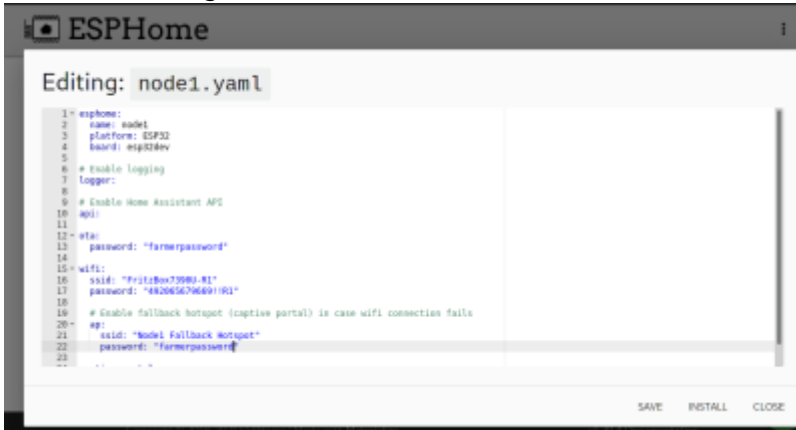 ESPHome
Editing: node1.yaml
1 esphome:
2 name: node1
3 platform: ESP32
4 board: esp32dev
5
6 # Enable logging
7 logger:
8
9 # Enable Home Assistant API
10 api:
11
12 ota:
13 password: "farmerpassword"
14
15 wifi:
16 ssid:
17 password:
18
19 # Enable fallback hotspot (captive portal) in case wifi connection fails
20 ap:
21 ssid: "Node1 Fallback Hotspot"
22 password: "farmerpassword"
23
SAVE INSTALL CLOSE